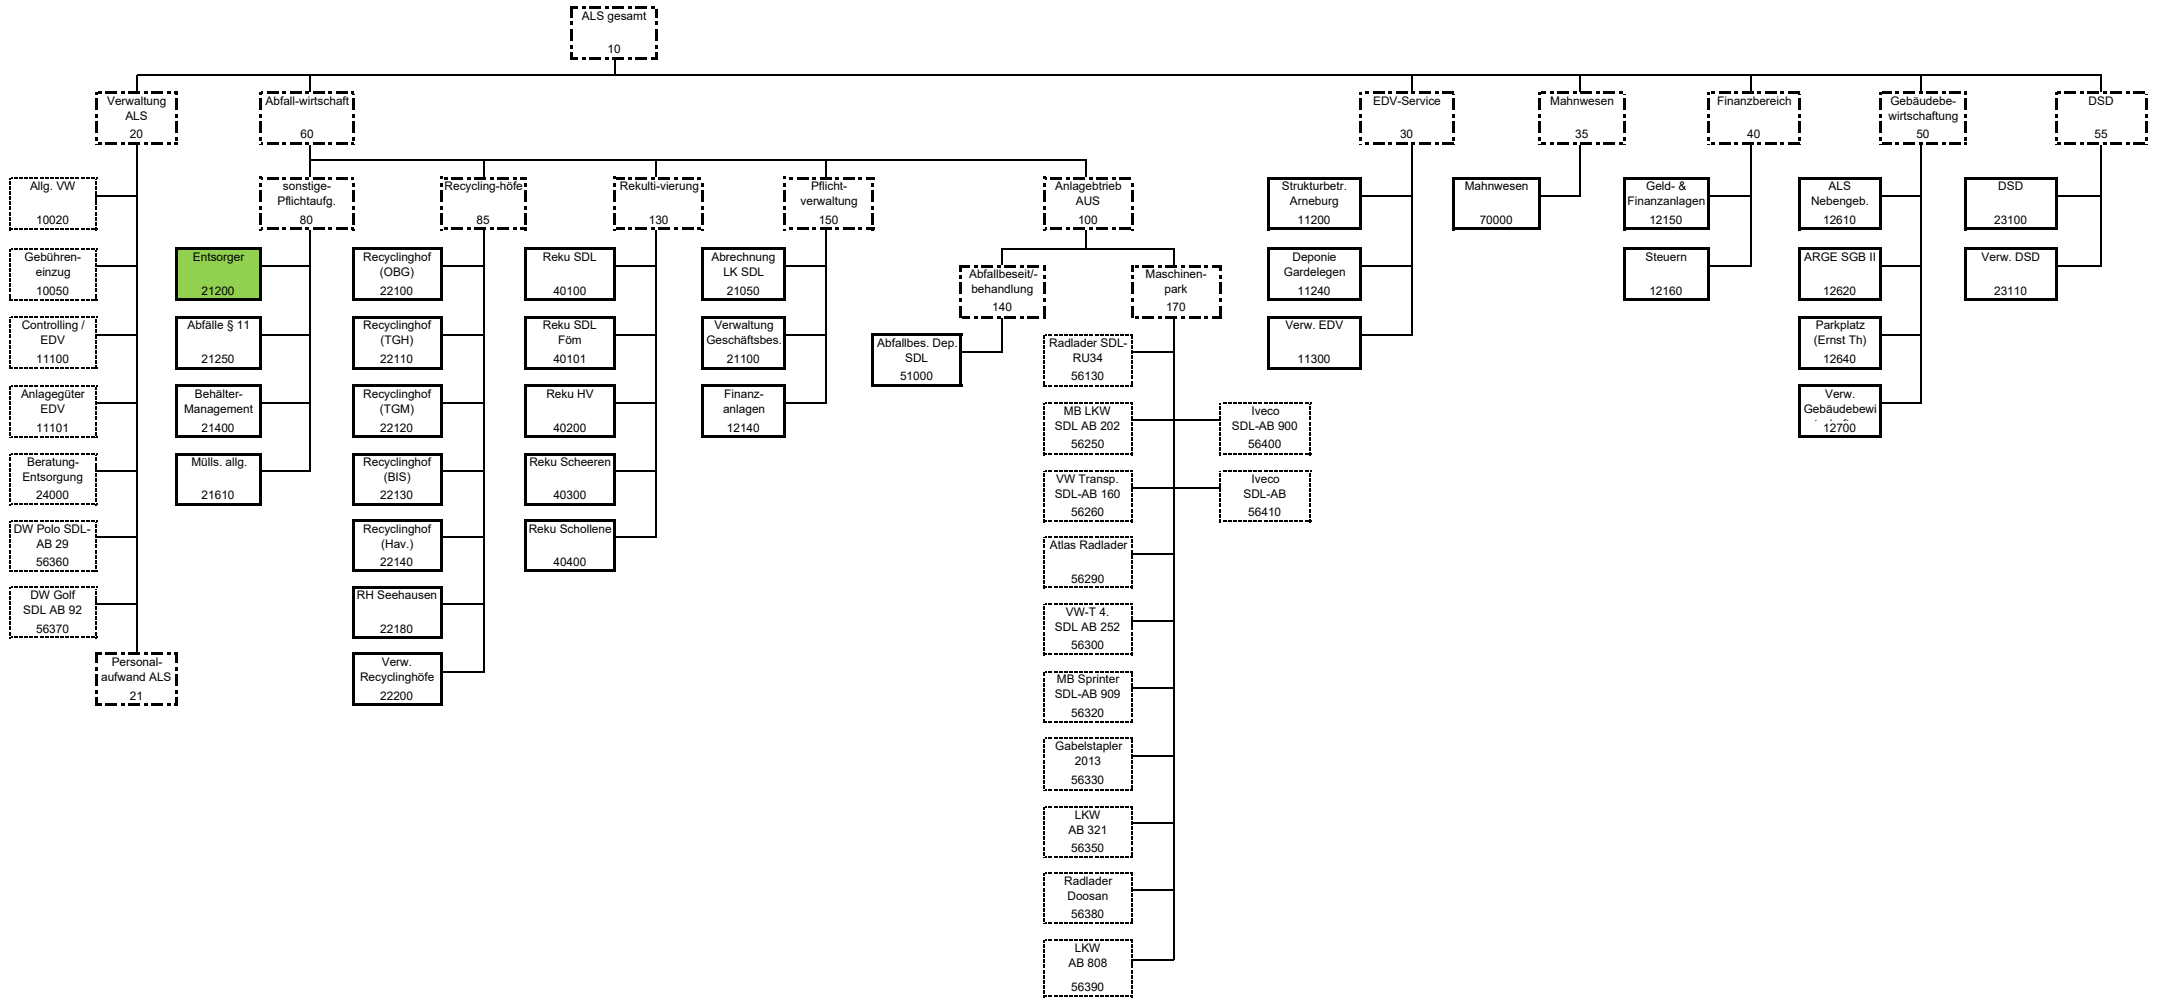 ALS gesamt
10
Verwaltung
ALS
20
Abfall-wirtschaft
60
EDV-Service
30
Mahnwesen
35
Finanzbereich
40
Gebäudebe-
wirtschaftung
50
DSD
55
Allg. VW
10020
Gebühren-
einzug
10050
Controlling /
EDV
11100
Anlagegüter
EDV
11101
Beratung-
Entsorgung
24000
DW Polo SDL-
AB 29
56360
DW Golf
SDL AB 92
56370
Personal-
aufwand ALS
21
sonstige-
Pflichtaufg.
80
Entsorger
21200
Abfälle § 11
21250
Behälter-
Management
21400
Mülls. allg.
21610
Recycling-höfe
85
Recyclinghof
(OBG)
22100
Recyclinghof
(TGH)
22110
Recyclinghof
(TGM)
22120
Recyclinghof
(BIS)
22130
Recyclinghof
(Hav.)
22140
RH Seehausen
22180
Verw.
Recyclinghöfe
22200
Rekulti-vierung
130
Reku SDL
40100
Reku SDL
Föm
40101
Reku HV
40200
Reku Scheeren
40300
Reku Schollene
40400
Pflicht-
verwaltung
150
Abrechnung
LK SDL
21050
Verwaltung
Geschäftsbes.
21100
Finanz-
anlagen
12140
Anlagebtrieb
AUS
100
Abfallbeseit/-
behandlung
140
Abfallbes. Dep.
SDL
51000
Maschinen-
park
170
Radlader SDL-
RU34
56130
MB LKW
SDL AB 202
56250
VW Transp.
SDL-AB 160
56260
Atlas Radlader
56290
VW-T 4.
SDL AB 252
56300
MB Sprinter
SDL-AB 909
56320
Gabelstapler
2013
56330
LKW
AB 321
56350
Radlader
Doosan
56380
LKW
AB 808
56390
Iveco
SDL-AB 900
56400
Iveco
SDL-AB
56410
Strukturbetr.
Arneburg
11200
Deponie
Gardelegen
11240
Verw. EDV
11300
Mahnwesen
70000
Geld- &
Finanzanlagen
12150
Steuern
12160
ALS
Nebengeb.
12610
ARGE SGB II
12620
Parkplatz
(Ernst Th)
12640
Verw.
Gebäudebewi
12700
DSD
23100
Verw. DSD
23110